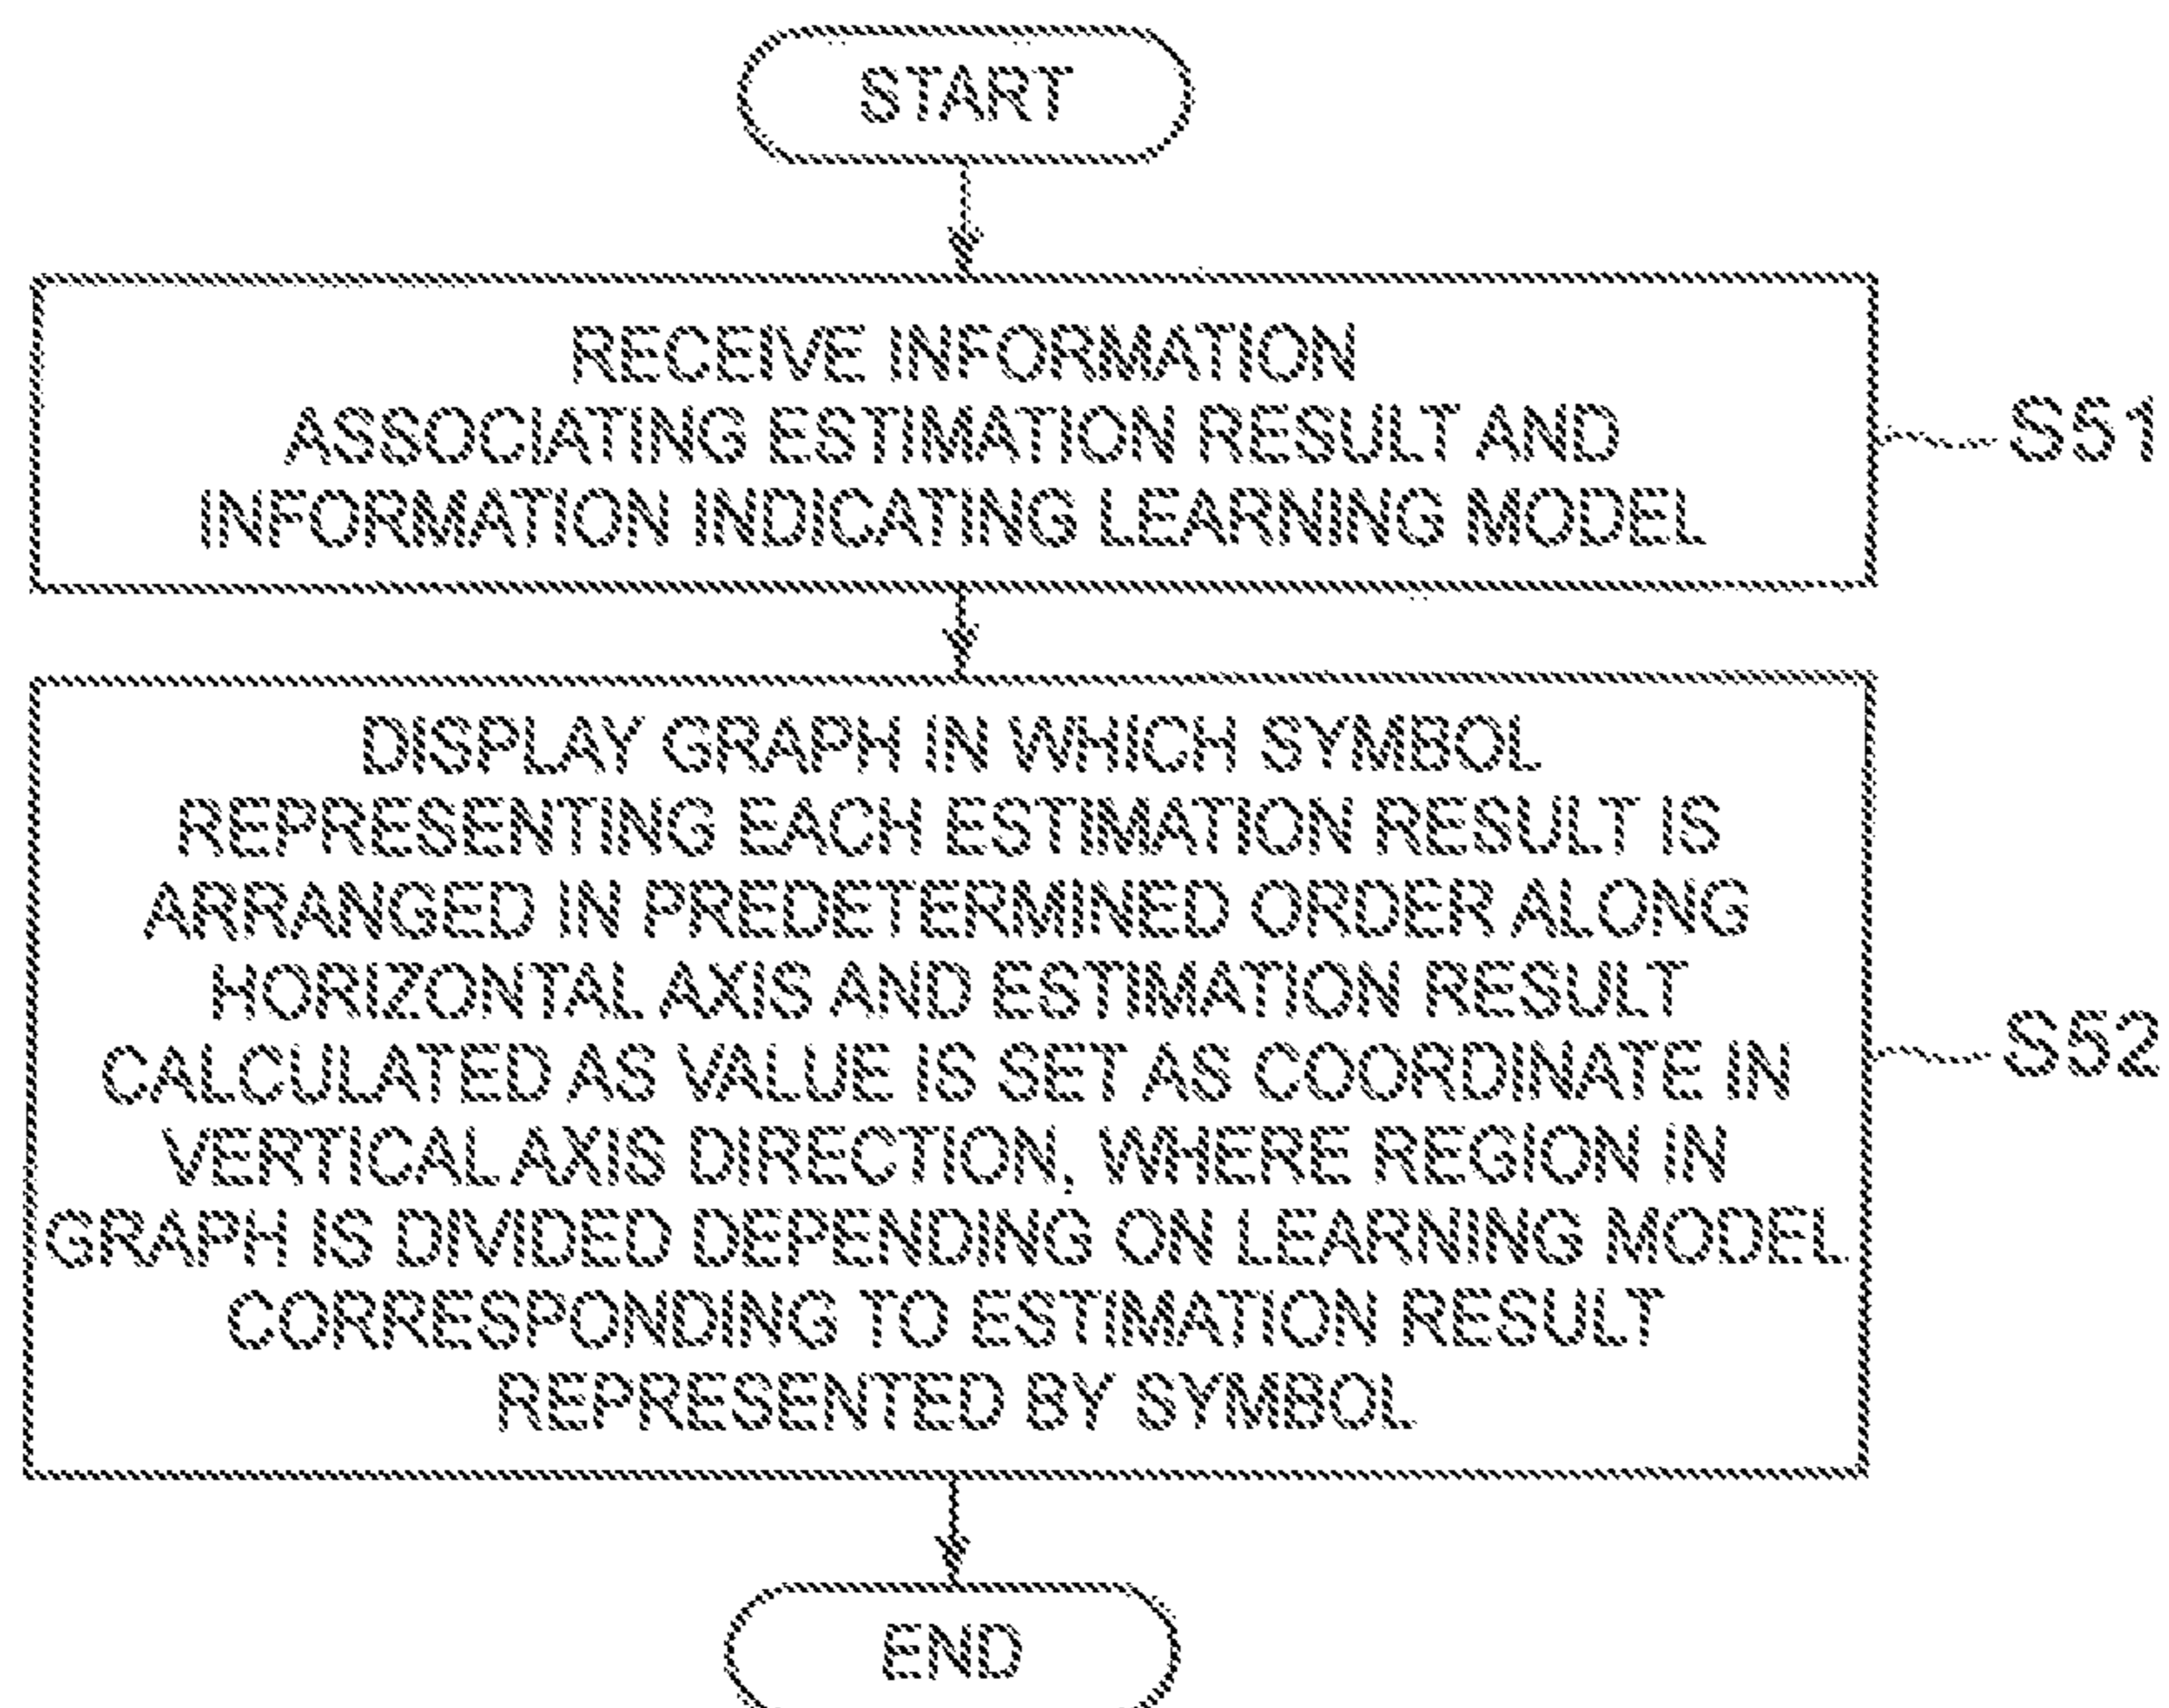 START
RECEIVE INFORMATION
ASSOCIATING ESTIMATION RESULT AND
INFORMATION INDICATING LEARNING MODEL
S51
DISPLAY GRAPH IN WHICH SYMBOL
REPRESENTING EACH ESTIMATION RESULT IS
ARRANGED IN PREDETERMINED ORDER ALONG
HORIZONTAL AXIS AND ESTIMATION RESULT
CALCULATED AS VALUE IS SET AS COORDINATE IN
VERTICAL AXIS DIRECTION, WHERE REGION IN
GRAPH IS DIVIDED DEPENDING ON LEARNING MODEL
CORRESPONDING TO ESTIMATION RESULT
REPRESENTED BY SYMBOL
S52
END